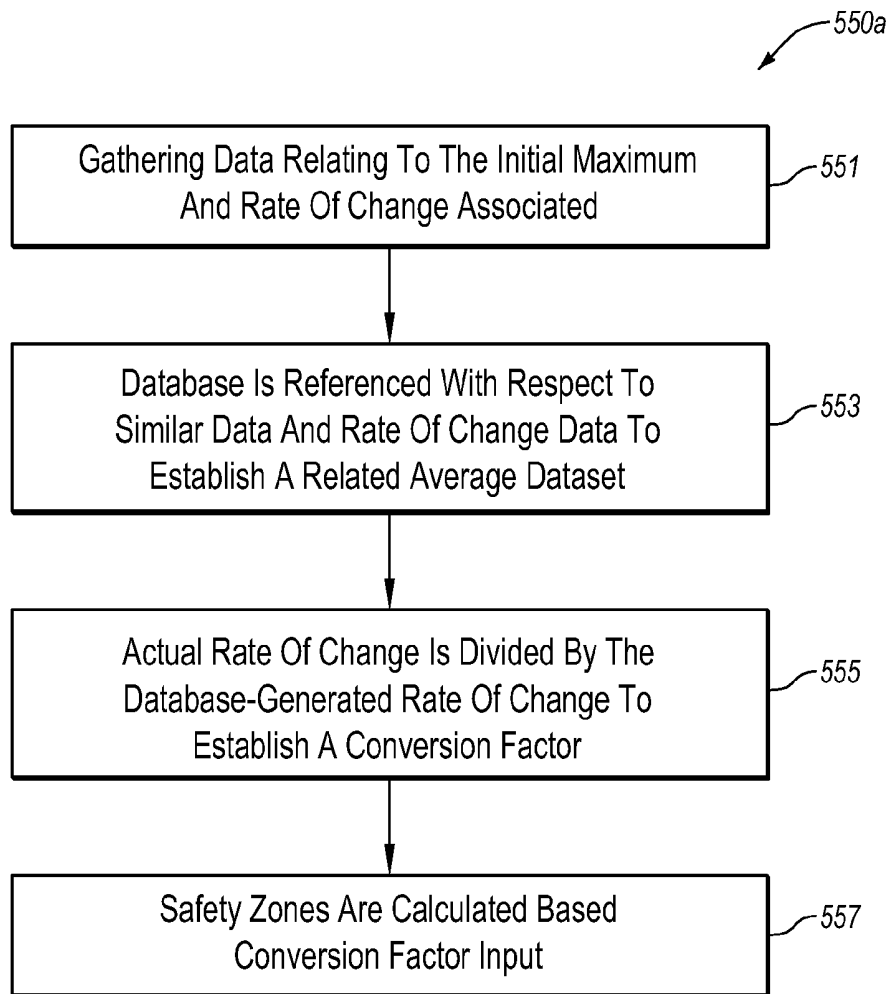 550a
Gathering Data Relating To The Initial Maximum
And Rate Of Change Associated
551
Database Is Referenced With Respect To
Similar Data And Rate Of Change Data To
Establish A Related Average Dataset
553
Actual Rate Of Change Is Divided By The
Database-Generated Rate Of Change To
Establish A Conversion Factor
555
Safety Zones Are Calculated Based
Conversion Factor Input
557